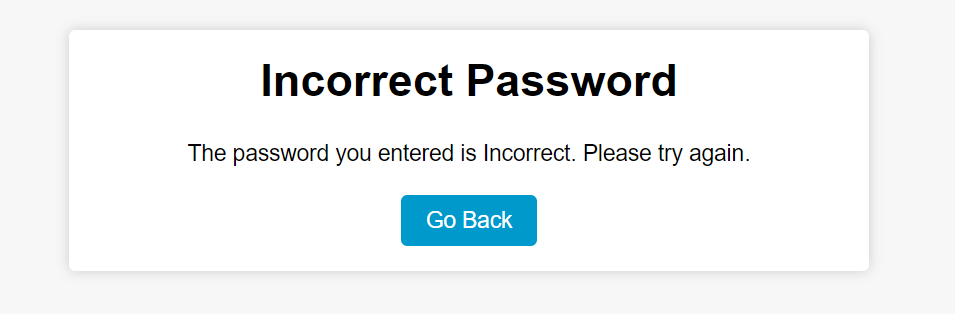 Incorrect Password
The password you entered is Incorrect. Please try again.
Go Back